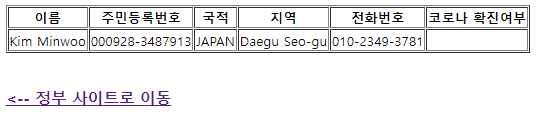 이름 주민등록번호 국적 지역 전화번호 코로나 확진여부
Kim Minwoo 000928-3487913 JAPAN Daegu Seo-gu 010-2349-3781
<-- 정부 사이트로 이동